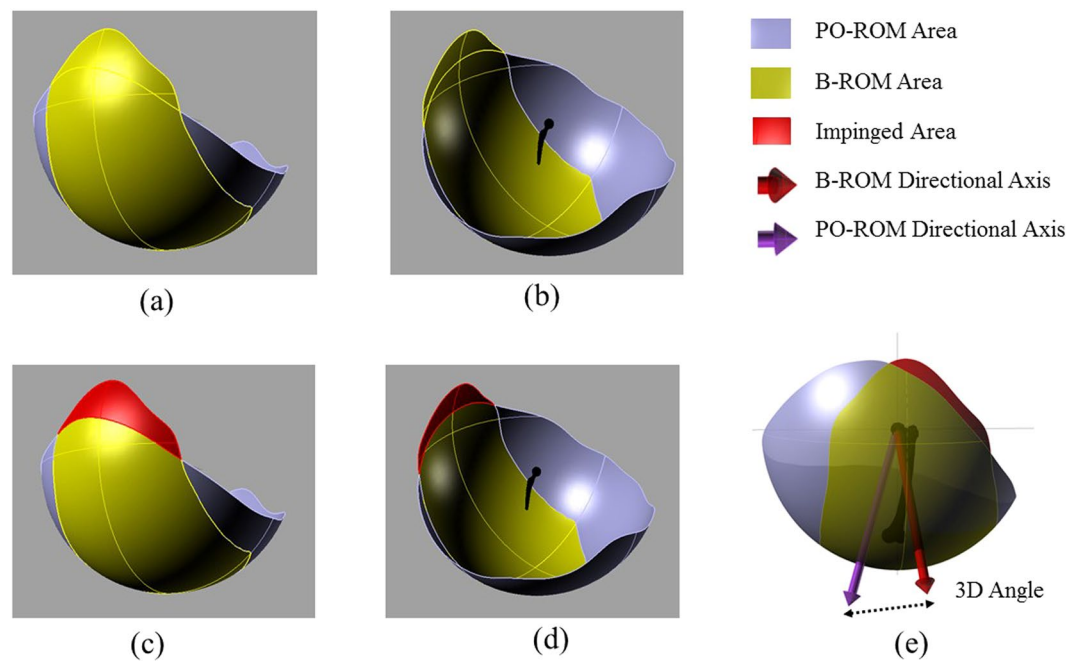 PO-ROM Area
B-ROM Area
Impinged Area
B-ROM Directional Axis
PO-ROM Directional Axis
(a)
(b)
3D Angle
(c)
(d)
(e)